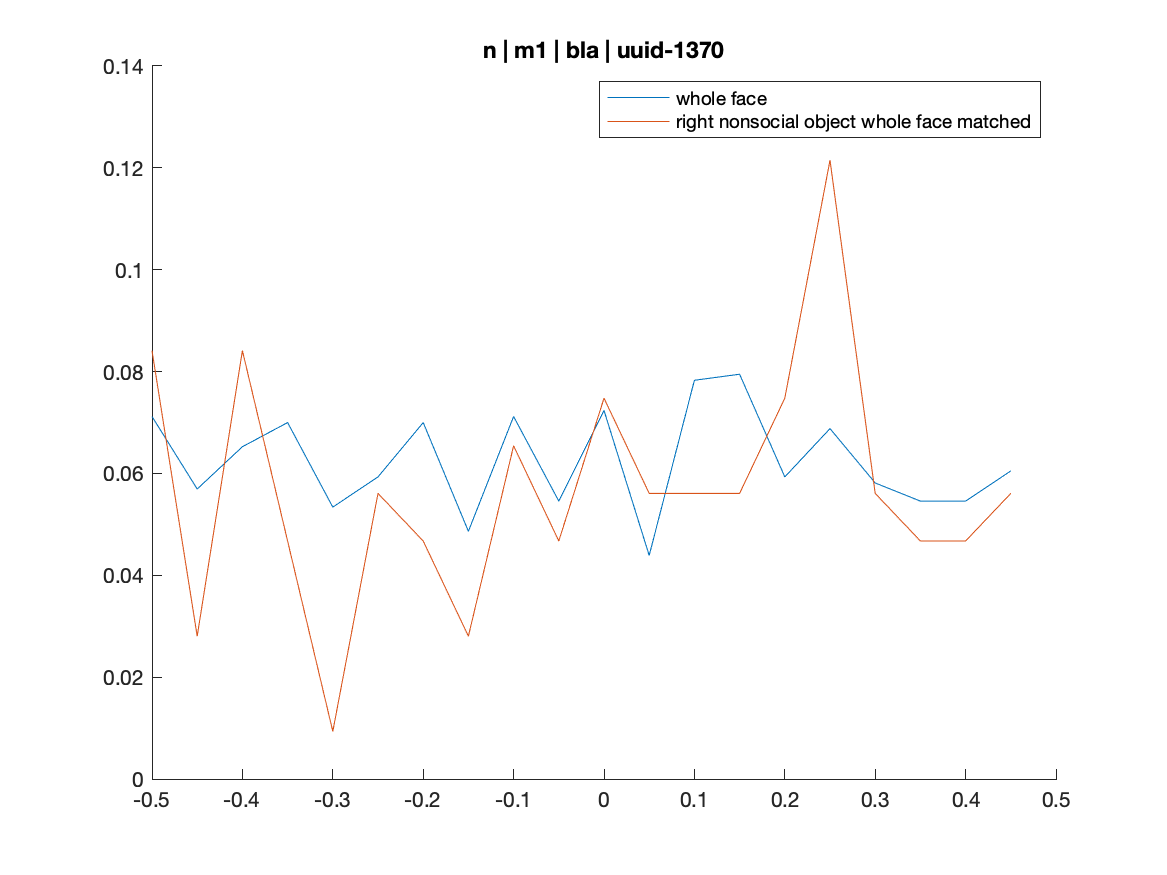 n | m1 | bla | uuid-1370
0.14
whole face
right nonsocial object whole face matched
0.12
0.1
0.08
0.06
0.04
0.02
0
-0.5 -0.4 -0.3 -0.2 -0.1 0 0.1 0.2 0.3 0.4 0.5